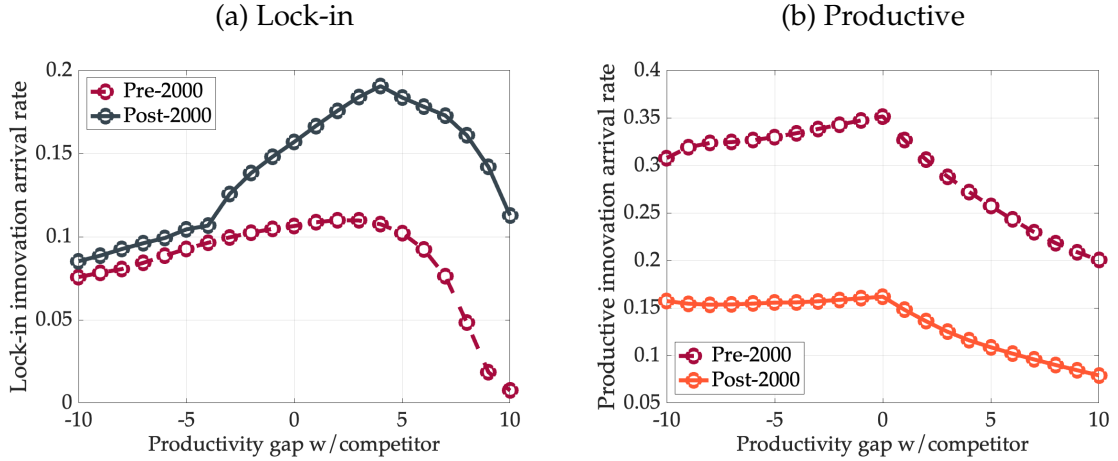 (a) Lock-in
0.2
0.15
0.1
0.05
0
Lock-in innovation arrival rate
Pre-2000
Post-2000
-10
-5
0
5
10
Productivity gap w/competitor
(b) Productive
0.4
0.35
0.3
0.25
0.2
0.15
0.1
0.05
Productive innovation arrival rate
Pre-2000
Post-2000
-10
-5
0
5
10
Productivity gap w/competitor